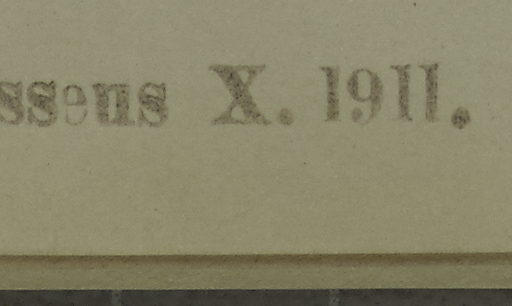 ssens X. 1911.